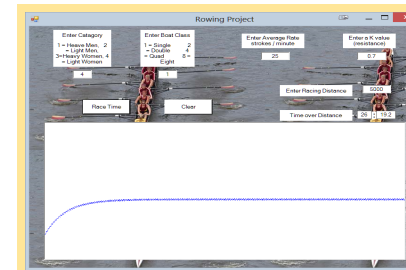 Rowing Project
Enter Catagory
1 = Heave Men, 2
= Light Men,
3=Heavy Women, 4
= Light Women
4
Enter Boat Class
1 = Single 2
= Double 4
= Quad 8 =
Eight
1
Enter Average Rate
strokes / minute
25
Enter a K value
(resistance)
0.7
Race Time
Clear
Enter Racing Distance
5000
Time over Distance
26 : 19.2